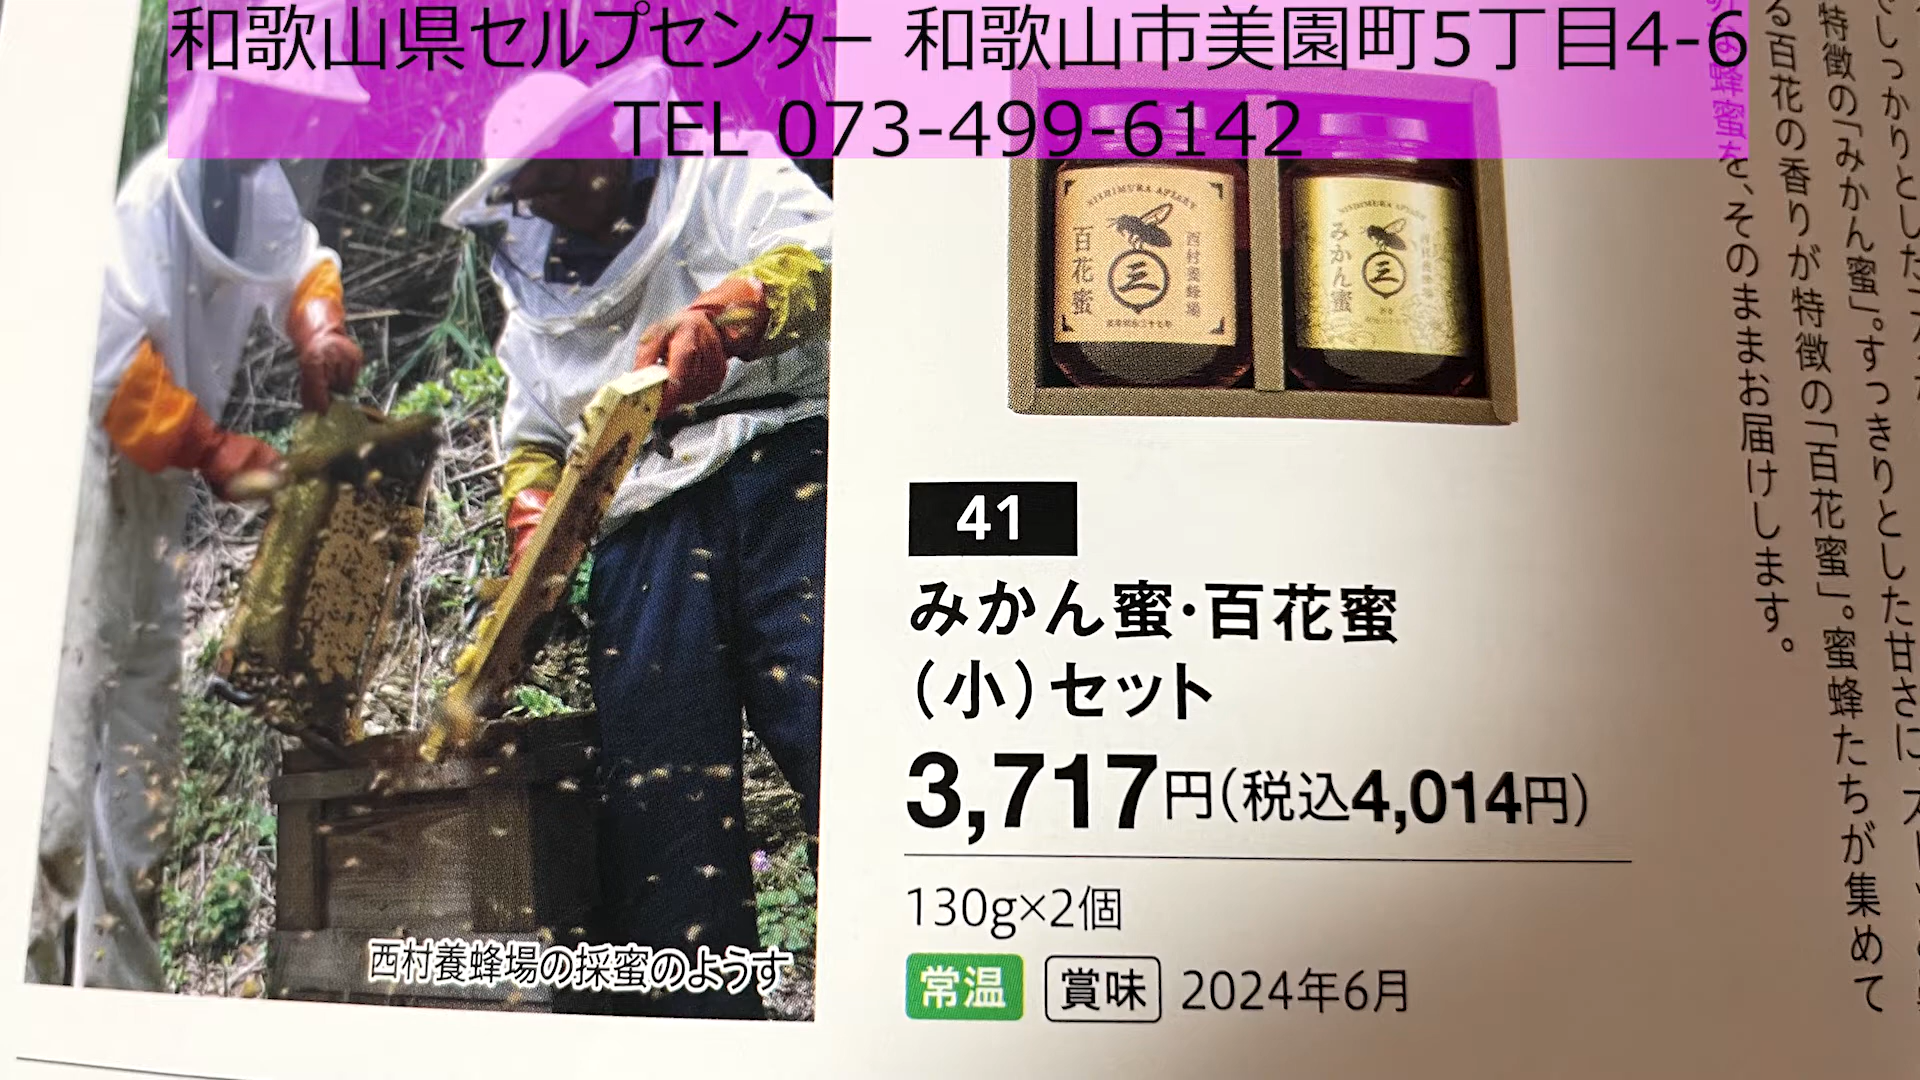 和歌山県セルプセンター 和歌山市美園町5丁目4-6
TEL 073-499-6142
NISHIMURA APIARY
百花蜜
西村養蜂場
三
みかん蜜
三
41
みかん蜜・百花蜜
(小)セット
3,717円(税込4,014円)
130g×2個
常温 賞味 2024年6月
西村養蜂場の採蜜のようす
特徴の「みかん蜜」。すっきりとした甘さに
る百花の香りが特徴の「百花蜜」。蜜蜂たちが集めて
蜂蜜を、そのままお届けします。